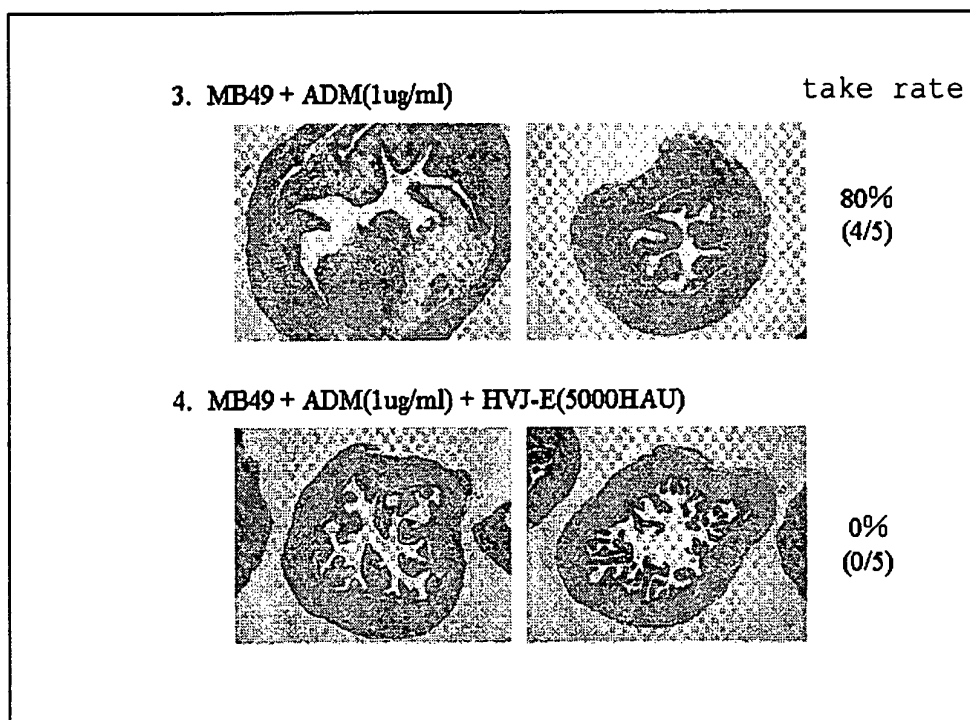 take rate
3. MB49 + ADM(1ug/ml)
80%
(4/5)
4. MB49 + ADM(1ug/ml) + HVJ-E(5000HAU)
0%
(0/5)